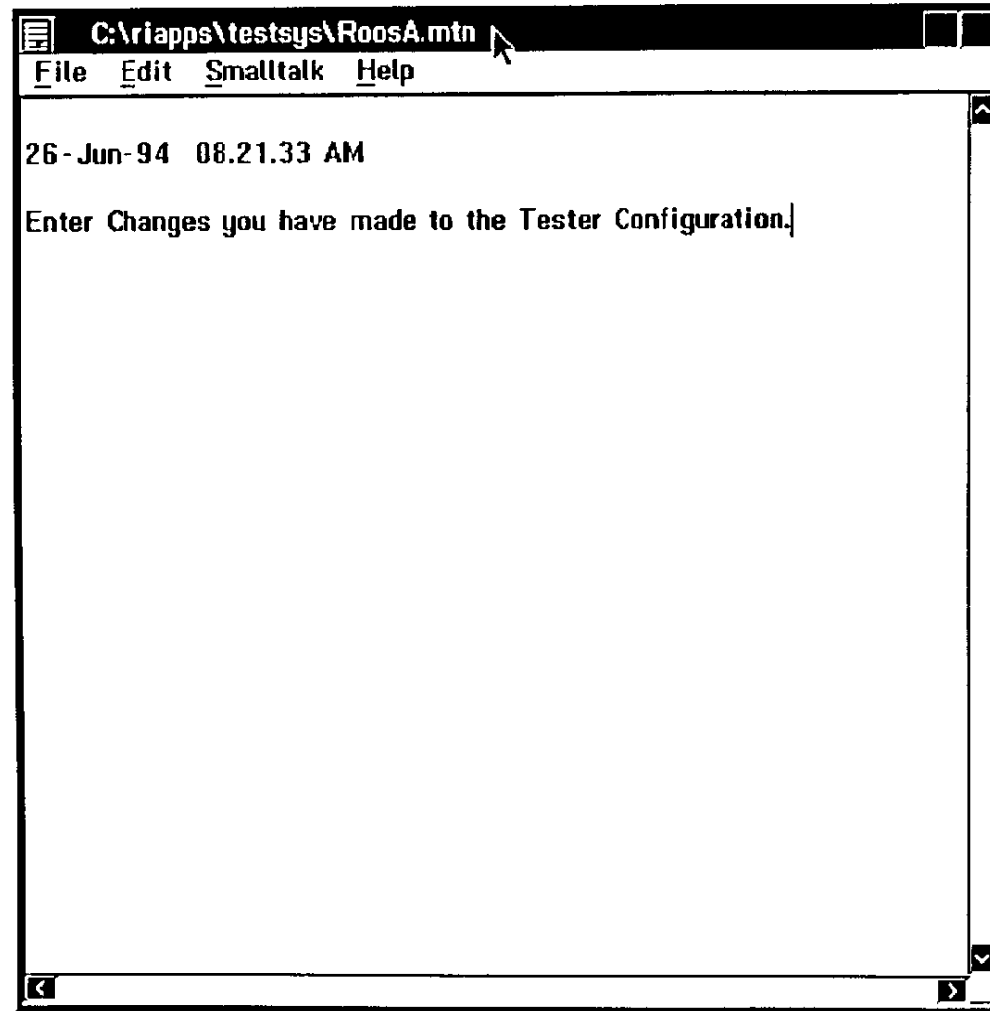 C:\riapps\testsys\RoosA.mtn
File Edit Smalltalk Help
26-Jun-94 08.21.33 AM
Enter Changes you have made to the Tester Configuration.